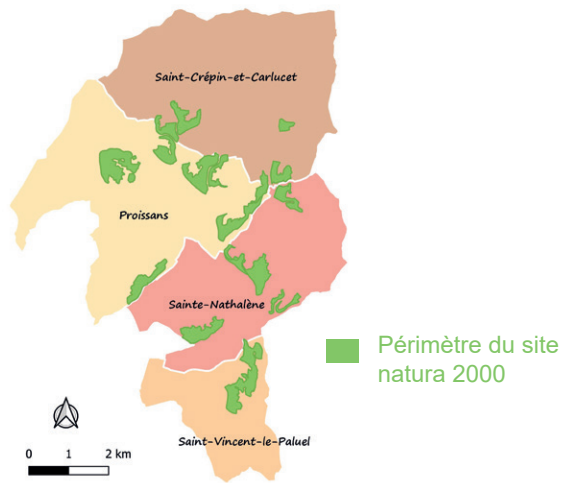 Saint-Crépin-et-Carlucet
Proissans
Sainte-Nathalène
Périmètre du site
natura 2000
Saint-Vincent-le-Paluel
0 1 2 km